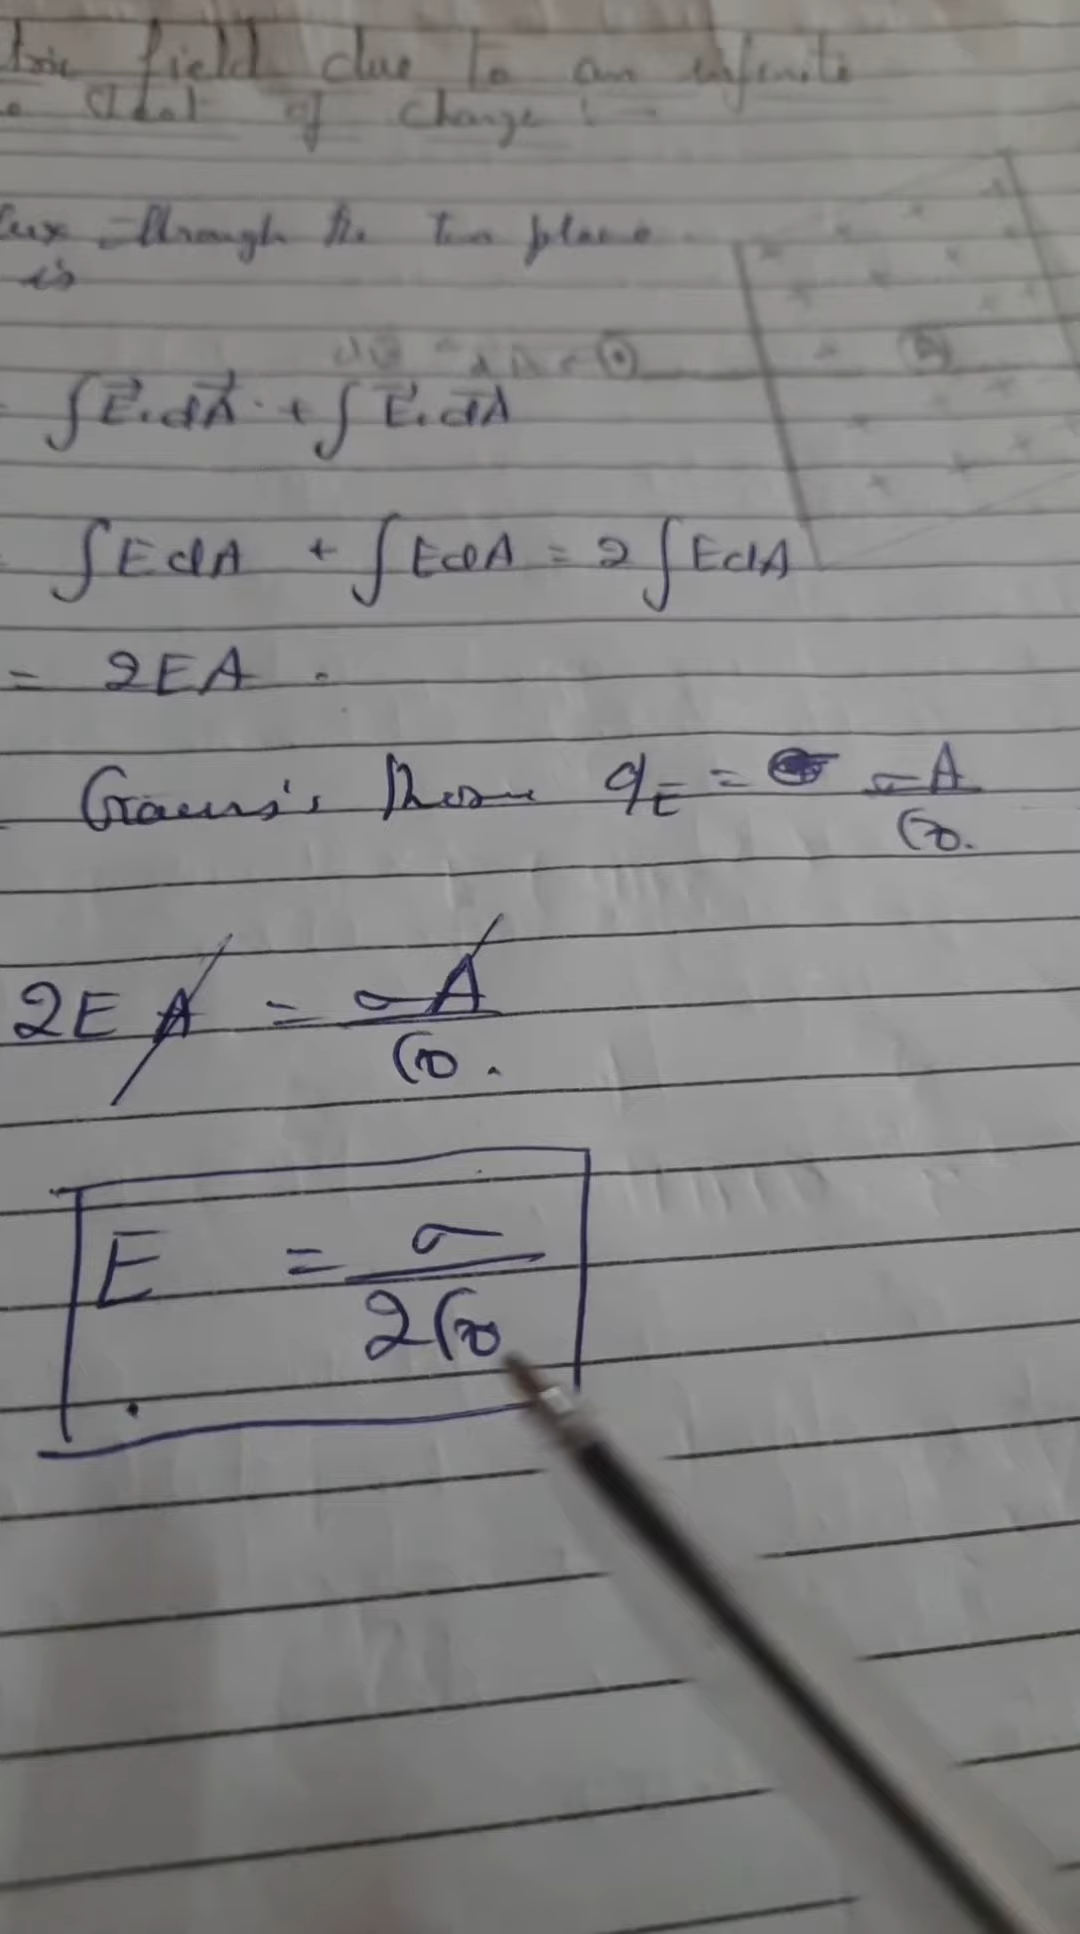 field due to an infinite
of charge :-
through the two plane
is
∫E⃗.dA⃗ + ∫E⃗.dA
∫EdA + ∫EdA = 2∫EdA
= 2EA .
Gauss's φE = σA/ε0.
2EA = σA/ε0.
E = σ/2ε0